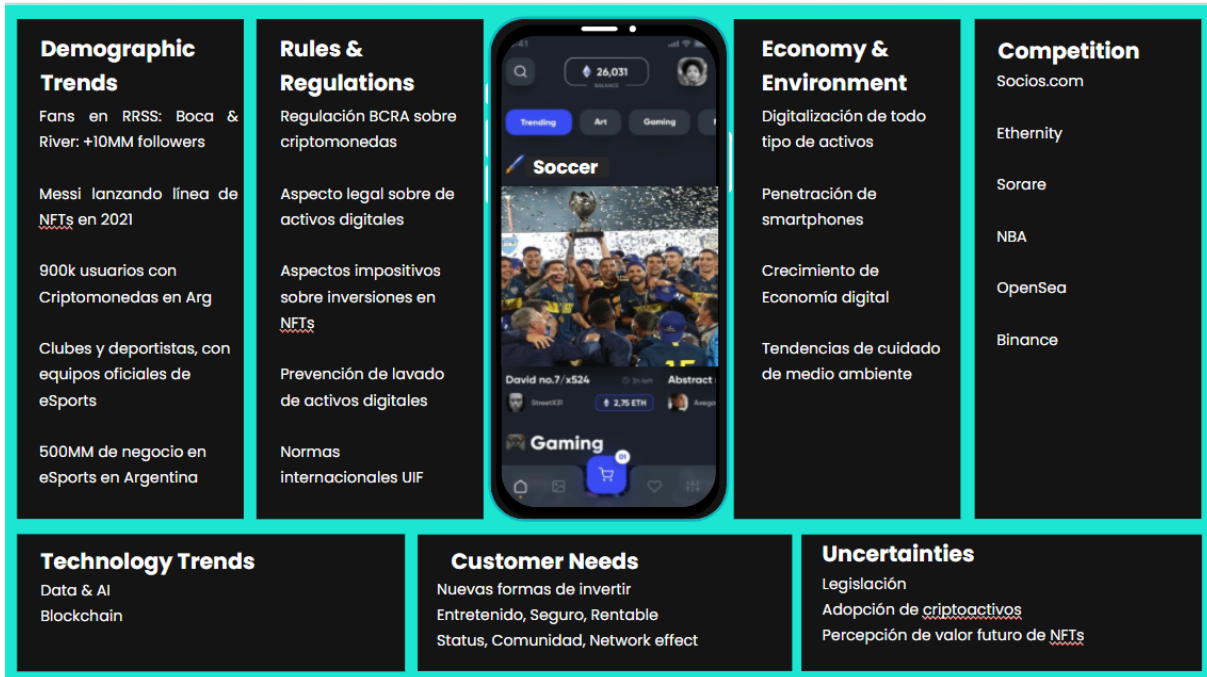 Demographic
Trends
Fans en RRSS: Boca &
River: +10MM followers
Messi lanzando línea de
NFTs en 2021
900k usuarios con
Criptomonedas en Arg
Clubes y deportistas, con
equipos oficiales de
eSports
500MM de negocio en
eSports en Argentina
Rules &
Regulations
Regulación BCRA sobre
criptomonedas
Aspecto legal sobre de
activos digitales
Aspectos impositivos
sobre inversiones en
NFTs
Prevención de lavado
de activos digitales
Normas
internacionales UIF
26,031
BALANCE
Trending Art Gaming
Soccer
David no.7/x524 3h left Abstract
StreetX21 2,75 ETH
Gaming
01
Economy &
Environment
Digitalización de todo
tipo de activos
Penetración de
smartphones
Crecimiento de
Economía digital
Tendencias de cuidado
de medio ambiente
Competition
Socios.com
Ethernity
Sorare
NBA
OpenSea
Binance
Technology Trends
Data & AI
Blockchain
Customer Needs
Nuevas formas de invertir
Entretenido, Seguro, Rentable
Status, Comunidad, Network effect
Uncertainties
Legislación
Adopción de criptoactivos
Percepción de valor futuro de NFTs